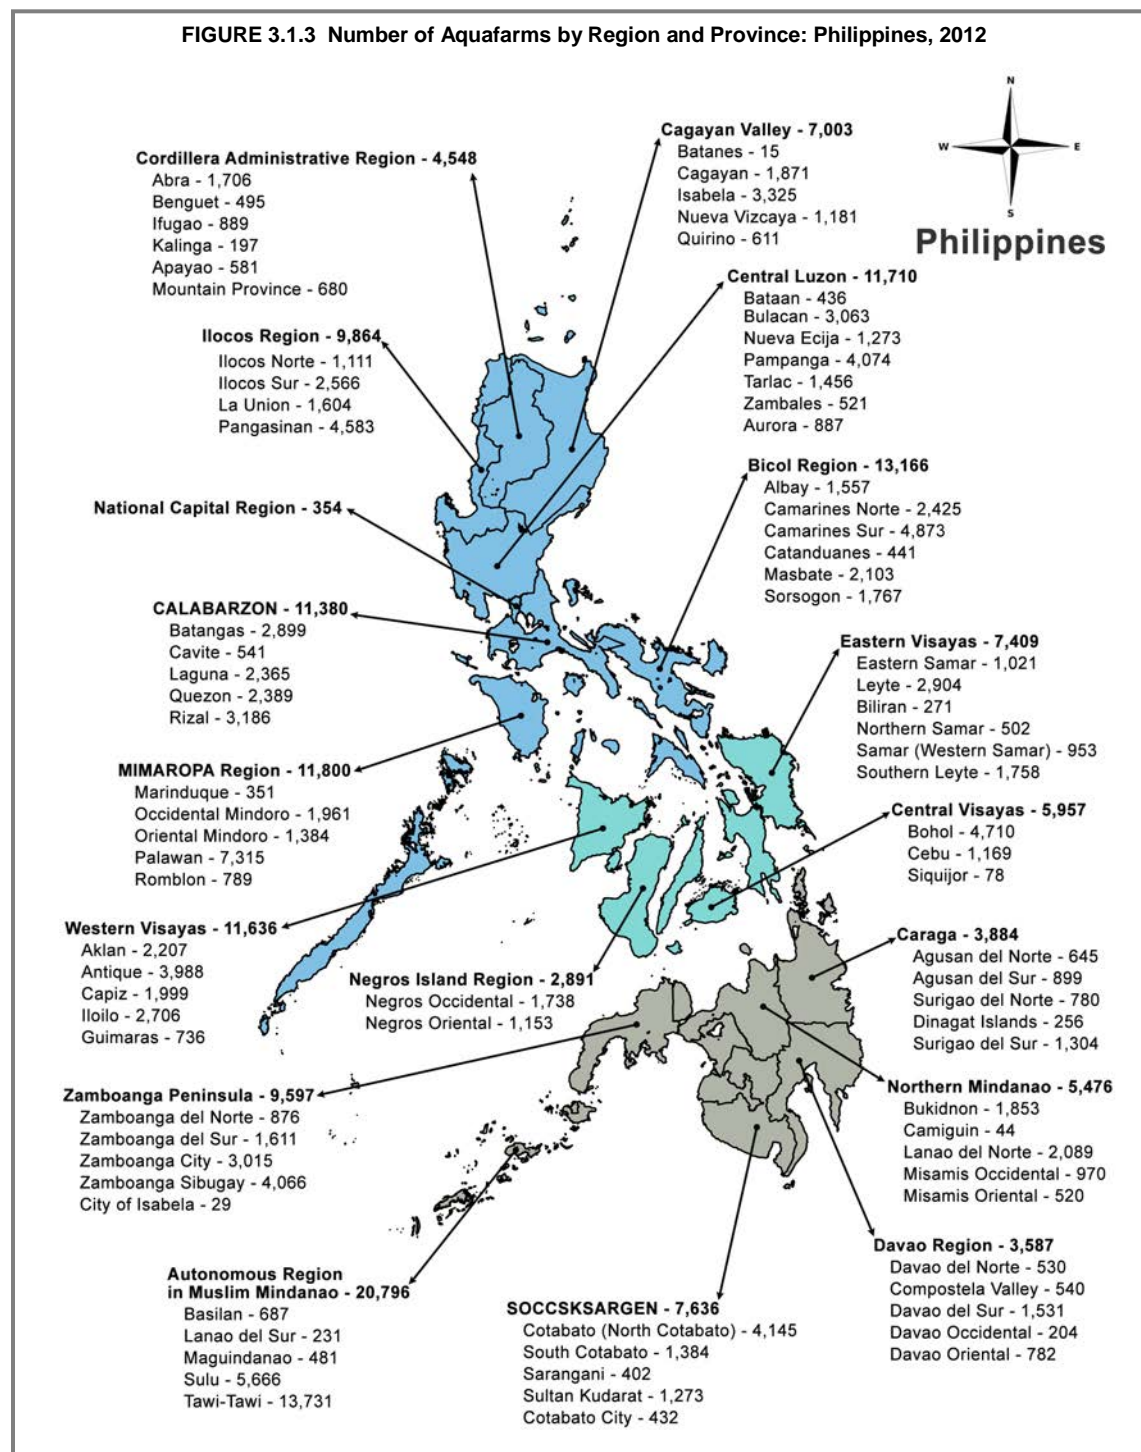 FIGURE 3.1.3 Number of Aquafarms by Region and Province: Philippines, 2012
N
W
E
S
Philippines
Cagayan Valley - 7,003
Batanes - 15
Cagayan - 1,871
Isabela - 3,325
Nueva Vizcaya - 1,181
Quirino - 611
Cordillera Administrative Region - 4,548
Abra - 1,706
Benguet - 495
Ifugao - 889
Kalinga - 197
Apayao - 581
Mountain Province - 680
Central Luzon - 11,710
Bataan - 436
Bulacan - 3,063
Nueva Ecija - 1,273
Pampanga - 4,074
Tarlac - 1,456
Zambales - 521
Aurora - 887
Ilocos Region - 9,864
Ilocos Norte - 1,111
Ilocos Sur - 2,566
La Union - 1,604
Pangasinan - 4,583
Bicol Region - 13,166
Albay - 1,557
Camarines Norte - 2,425
Camarines Sur - 4,873
Catanduanes - 441
Masbate - 2,103
Sorsogon - 1,767
National Capital Region - 354
CALABARZON - 11,380
Batangas - 2,899
Cavite - 541
Laguna - 2,365
Quezon - 2,389
Rizal - 3,186
Eastern Visayas - 7,409
Eastern Samar - 1,021
Leyte - 2,904
Biliran - 271
Northern Samar - 502
Samar (Western Samar) - 953
Southern Leyte - 1,758
MIMAROPA Region - 11,800
Marinduque - 351
Occidental Mindoro - 1,961
Oriental Mindoro - 1,384
Palawan - 7,315
Romblon - 789
Central Visayas - 5,957
Bohol - 4,710
Cebu - 1,169
Siquijor - 78
Western Visayas - 11,636
Aklan - 2,207
Antique - 3,988
Capiz - 1,999
Iloilo - 2,706
Guimaras - 736
Negros Island Region - 2,891
Negros Occidental - 1,738
Negros Oriental - 1,153
Caraga - 3,884
Agusan del Norte - 645
Agusan del Sur - 899
Surigao del Norte - 780
Dinagat Islands - 256
Surigao del Sur - 1,304
Zamboanga Peninsula - 9,597
Zamboanga del Norte - 876
Zamboanga del Sur - 1,611
Zamboanga City - 3,015
Zamboanga Sibugay - 4,066
City of Isabela - 29
Northern Mindanao - 5,476
Bukidnon - 1,853
Camiguin - 44
Lanao del Norte - 2,089
Misamis Occidental - 970
Misamis Oriental - 520
Autonomous Region
in Muslim Mindanao - 20,796
Basilan - 687
Lanao del Sur - 231
Maguindanao - 481
Sulu - 5,666
Tawi-Tawi - 13,731
SOCCSKSARGEN - 7,636
Cotabato (North Cotabato) - 4,145
South Cotabato - 1,384
Sarangani - 402
Sultan Kudarat - 1,273
Cotabato City - 432
Davao Region - 3,587
Davao del Norte - 530
Compostela Valley - 540
Davao del Sur - 1,531
Davao Occidental - 204
Davao Oriental - 782